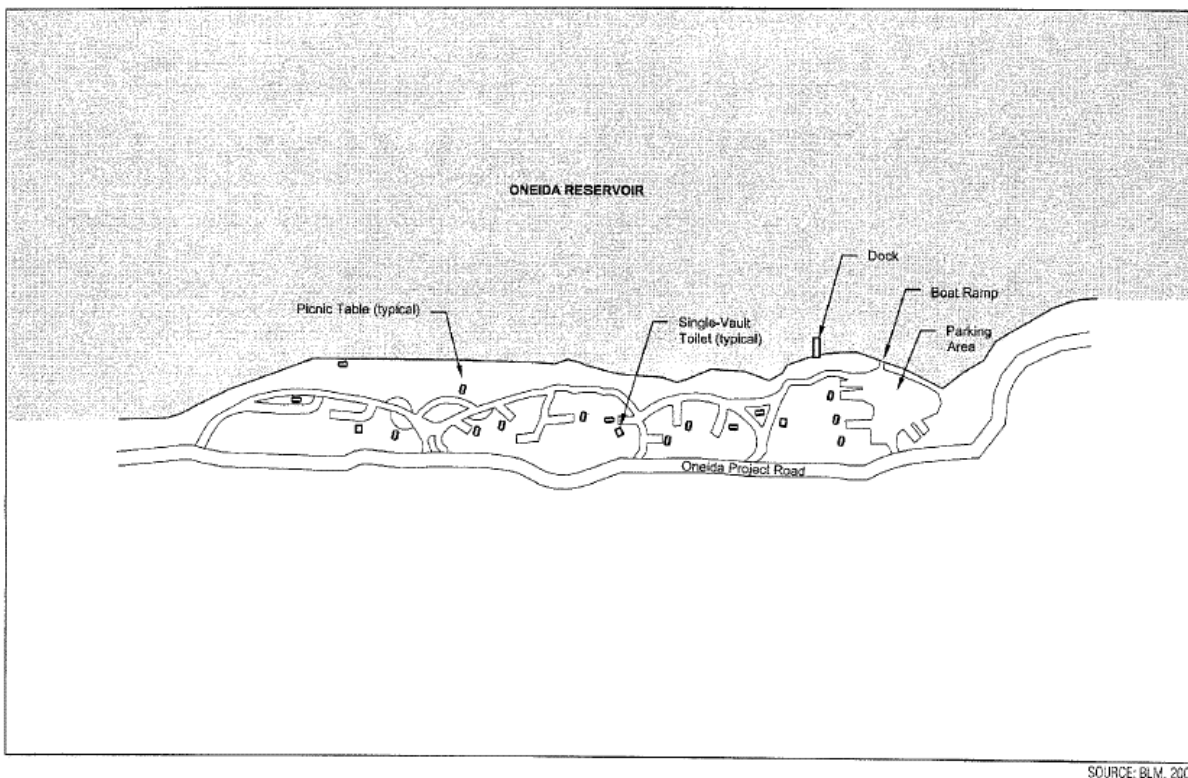 ONEIDA RESERVOIR
Dock
Boat Ramp
Picnic Table (typical)
Single-Vault
Toilet (typical)
Parking
Area
Oneida Project Road
SOURCE: BLM,